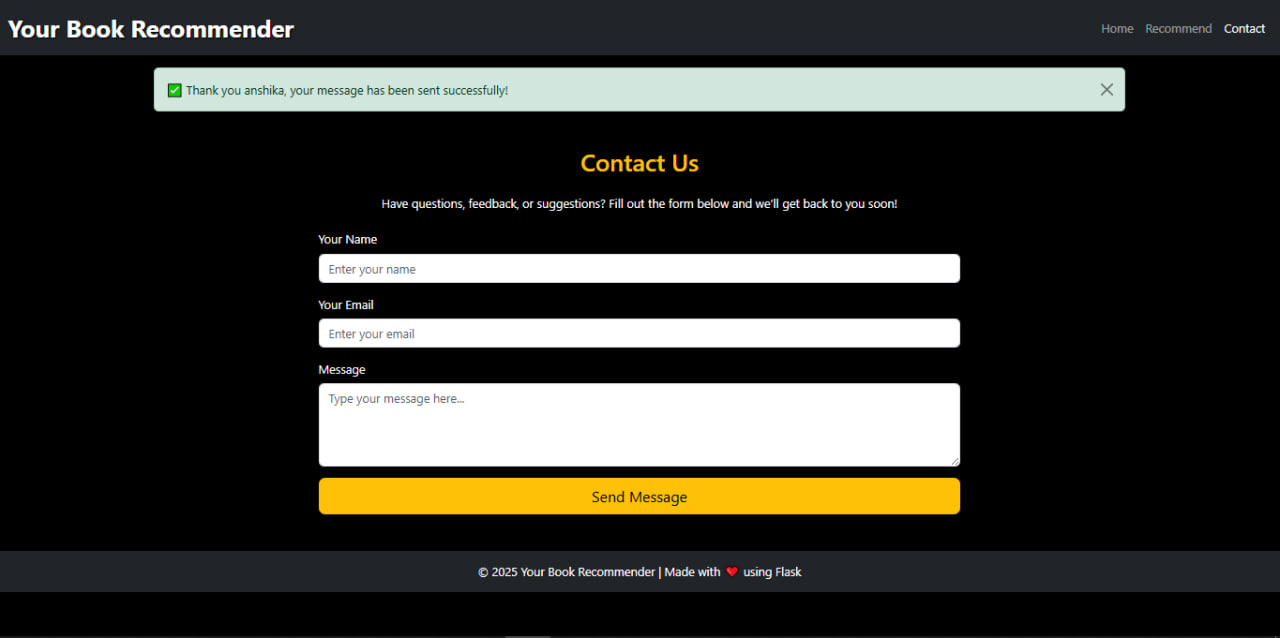 Your Book Recommender
Home Recommend Contact
✅ Thank you anshika, your message has been sent successfully!
Contact Us
Have questions, feedback, or suggestions? Fill out the form below and we'll get back to you soon!
Your Name
Enter your name
Your Email
Enter your email
Message
Type your message here...
Send Message
© 2025 Your Book Recommender | Made with ❤️ using Flask